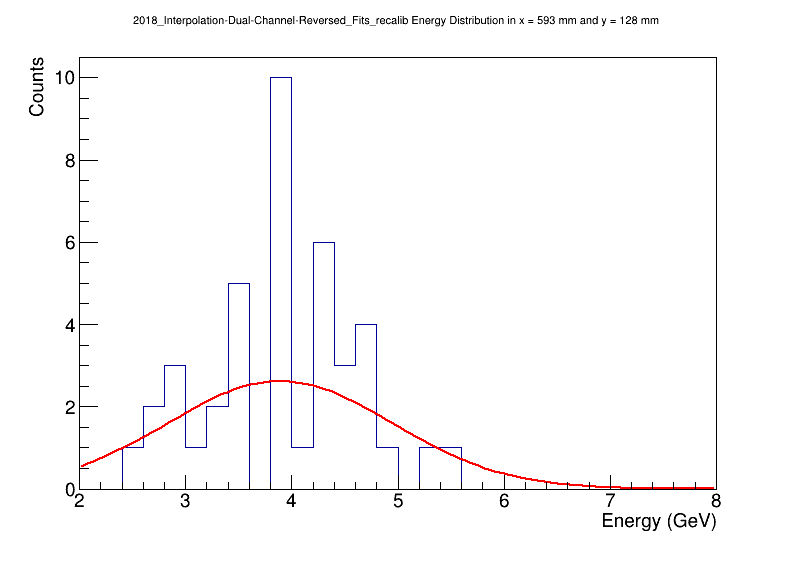 2018_Interpolation-Dual-Channel-Reversed_Fits_recalib Energy Distribution in x = 593 mm and y = 128 mm
Counts
10
8
6
4
2
0
2 3 4 5 6 7 8
Energy (GeV)